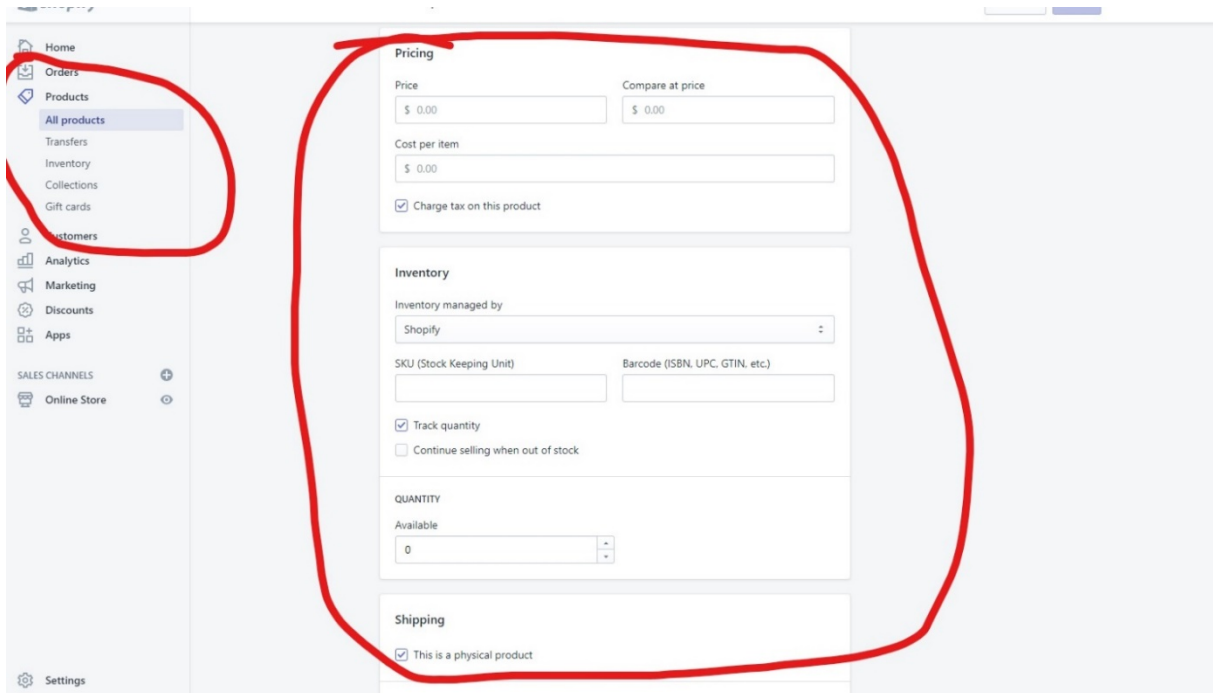 Home
Orders
Products
All products
Transfers
Inventory
Collections
Gift cards
Customers
Analytics
Marketing
Discounts
Apps
SALES CHANNELS
Online Store
Settings
Pricing
Price Compare at price
$ 0.00 $ 0.00
Cost per item
$ 0.00
Charge tax on this product
Inventory
Inventory managed by
Shopify
SKU (Stock Keeping Unit) Barcode (ISBN, UPC, GTIN, etc.)
Track quantity
Continue selling when out of stock
QUANTITY
Available
0
Shipping
This is a physical product